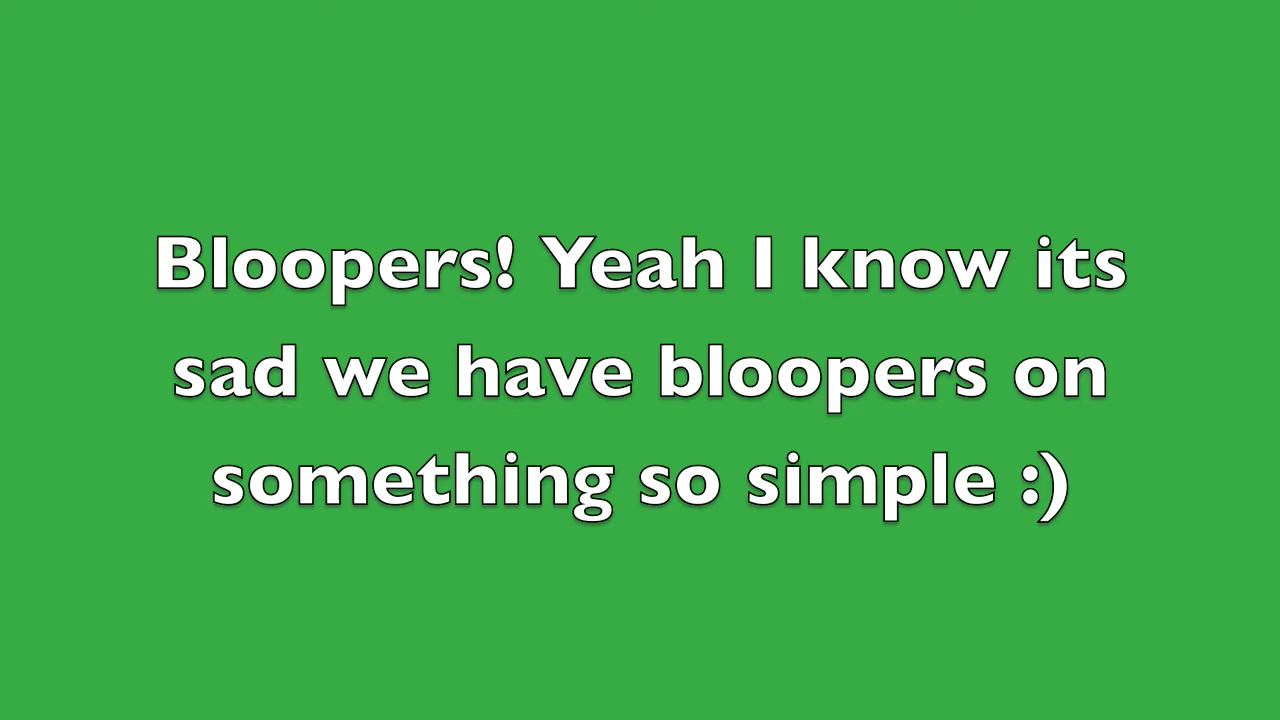 Bloopers! Yeah I know its
sad we have bloopers on
something so simple :)